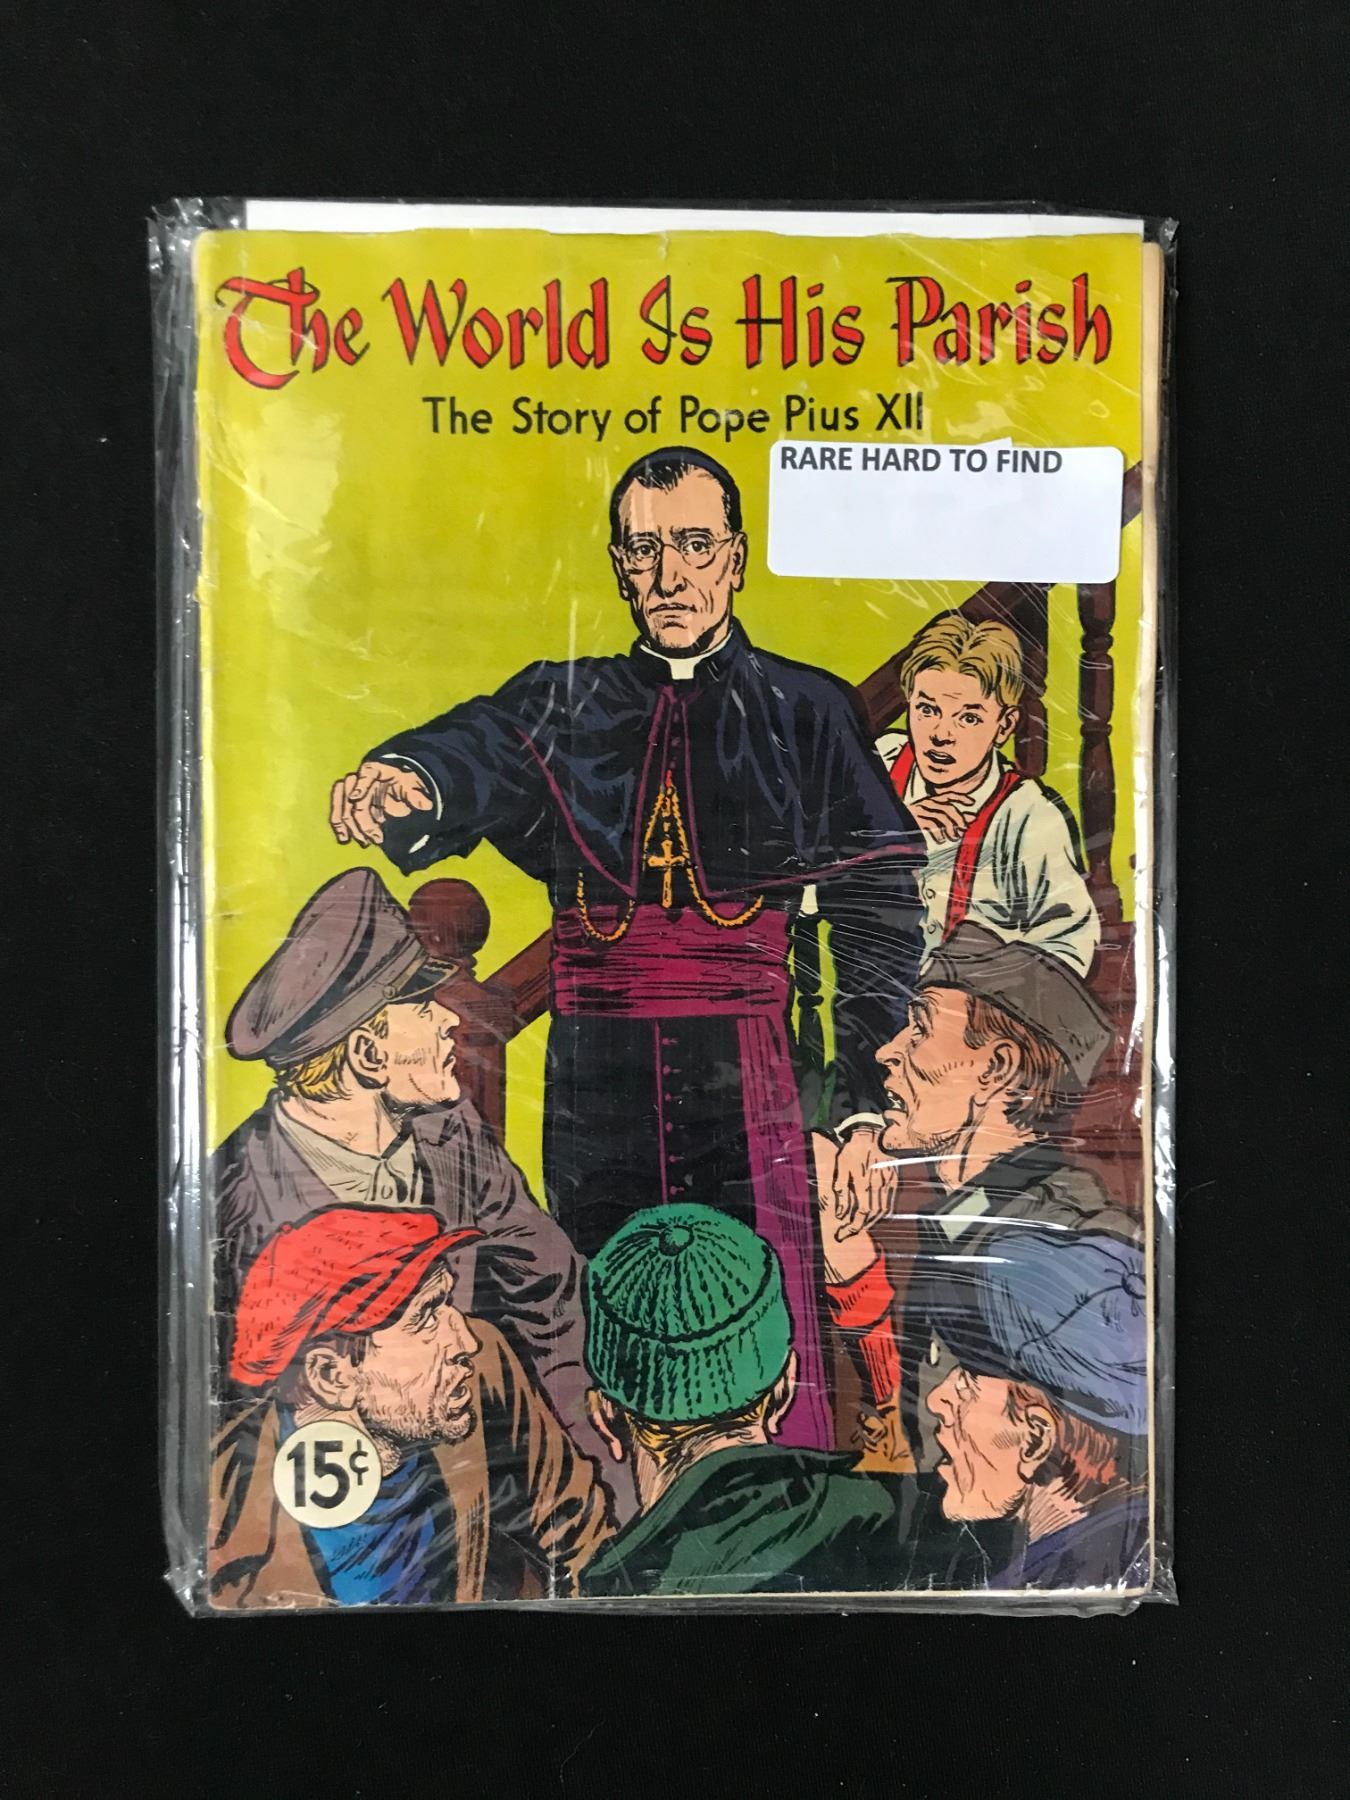 The World Is His Parish
The Story of Pope Pius XII
RARE HARD TO FIND
15¢